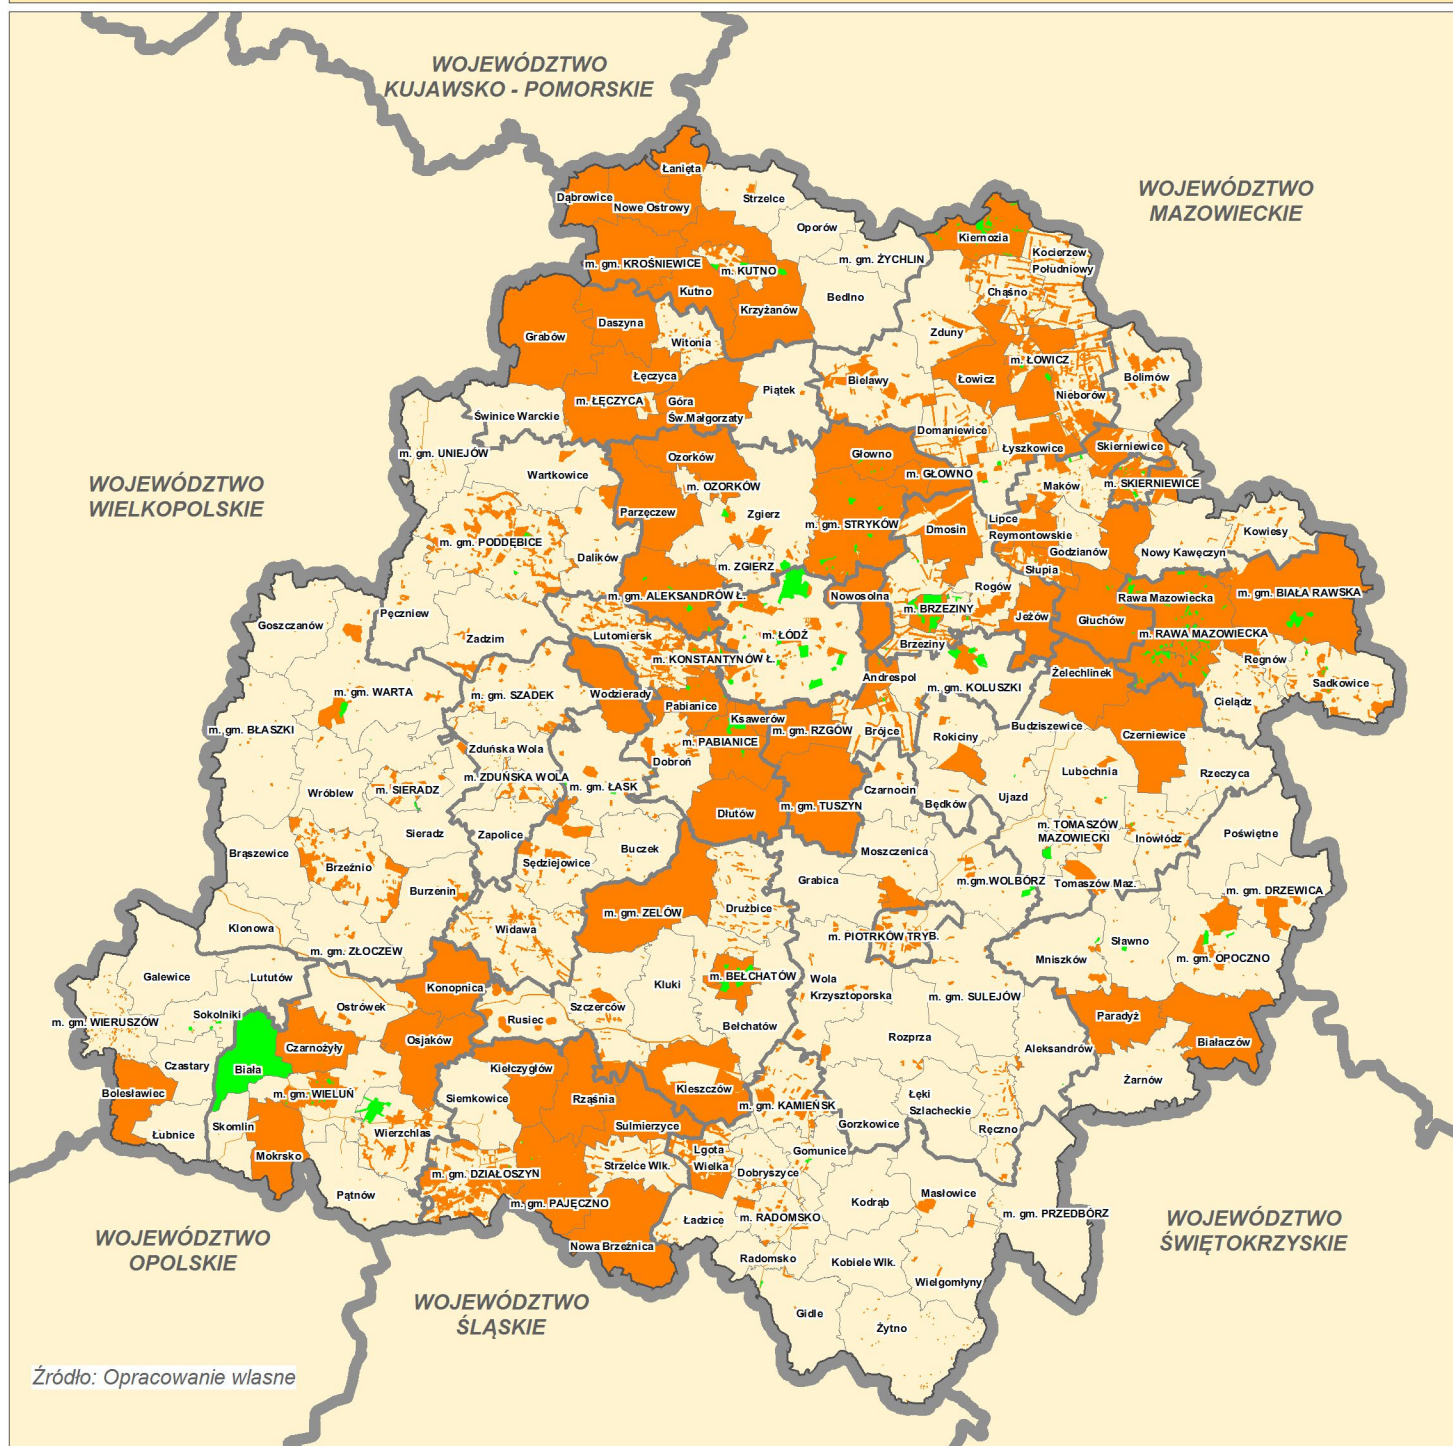 WOJEWÓDZTWO
KUJAWSKO - POMORSKIE
WOJEWÓDZTWO
MAZOWIECKIE
Łanięta
Dąbrowice
Nowe Ostrowy
Strzelce
Oporów
Kiernozia
Kocierzew
Południowy
m. gm. KROŚNIEWICE
m. KUTNO
m. gm. ŻYCHLIN
Kutno
Krzyżanów
Bedlno
Chąśno
Grabów
Daszyna
Witonia
Zduny
m. ŁOWICZ
Łęczyca
Piątek
Bielawy
Łowicz
Bolimów
Nieborów
m. ŁĘCZYCA
Góra
Św.Małgorzaty
Świnice Warckie
Domaniewice
Łyszkowice
Skierniewice
m. gm. UNIEJÓW
Wartkowice
Ozorków
Głowno
m. GŁOWNO
m. OZORKÓW
Maków
m. SKIERNIEWICE
WOJEWÓDZTWO
WIELKOPOLSKIE
Parzęczew
Zgierz
m. gm. STRYKÓW
Dmosin
Lipce
Reymontowskie
Kowiesy
m. gm. PODDĘBICE
Dalików
Godzianów
Nowy Kawęczyn
m. ZGIERZ
Słupia
Rogów
m. gm. ALEKSANDRÓW Ł.
Nowosolna
m. BRZEZINY
Rawa Mazowiecka
m. gm. BIAŁA RAWSKA
Pęczniew
Goszczanów
Zadzim
Lutomiersk
m. ŁÓDŹ
Brzeziny
Jeżów
Głuchów
m. RAWA MAZOWIECKA
m. KONSTANTYNÓW Ł.
Regnów
Andrespol
Żelechlinek
Sadkowice
m. gm. WARTA
m. gm. SZADEK
Wodzierady
m. gm. KOLUSZKI
Pabianice
Cielądz
Ksawerów
m. gm. BŁASZKI
m. gm. RZGÓW
Brójce
Rokiciny
Budziszewice
Czerniewice
m. PABIANICE
Zduńska Wola
Dobroń
m. ZDUŃSKA WOLA
m. gm. ŁASK
Lubochnia
Rzeczyca
Wróblew
m. SIERADZ
Czarnocin
Będków
Ujazd
m. gm. TUSZYN
Dłutów
Sieradz
Zapolice
m. TOMASZÓW
MAZOWIECKI
Inowłódz
Poświętne
Brąszewice
Brzeźnio
Buczek
Sędziejowice
Moszczenica
Grabica
m.gm.WOLBÓRZ
Tomaszów Maz.
m. gm. DRZEWICA
Burzenin
m. gm. ZELÓW
Drużbice
Klonowa
Widawa
m. PIOTRKÓW TRYB.
Sławno
m. gm. OPOCZNO
m. gm. ZŁOCZEW
Mniszków
Galewice
Lututów
Konopnica
Kluki
m. BEŁCHATÓW
Wola
Krzysztoporska
m. gm. SULEJÓW
Ostrówek
Szczerców
Sokolniki
Rusiec
Bełchatów
Paradyż
m. gm. WIERUSZÓW
Osjaków
Rozprza
Białaczów
Czarnożyły
Aleksandrów
Czastary
Biała
Kiełczygłów
Żarnów
Bolesławiec
m. gm. WIELUŃ
Siemkowice
Rząśnia
Kleszczów
Łęki
Szlacheckie
m. gm. KAMIEŃSK
Skomlin
Wierzchlas
Sulmierzyce
Gorzkowice
Ręczno
Łubnice
Mokrsko
Lgota
Wielka
Gomunice
Strzelce Wlk.
Dobryszyce
m. gm. DZIAŁOSZYN
Pątnów
m. gm. PAJĘCZNO
Kodrąb
Masłowice
Ładzice
m. RADOMSKO
m. gm. PRZEDBÓRZ
Nowa Brzeźnica
Radomsko
Kobiele Wlk.
Wielgomłyny
WOJEWÓDZTWO
OPOLSKIE
WOJEWÓDZTWO
ŚWIĘTOKRZYSKIE
WOJEWÓDZTWO
ŚLĄSKIE
Gidle
Żytno
Źródło: Opracowanie wlasne